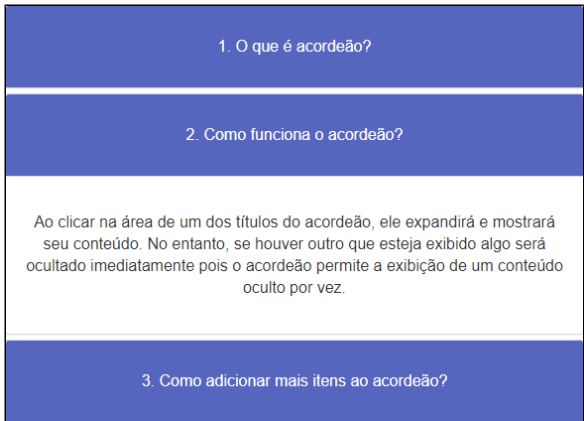 1. O que é acordeão?
2. Como funciona o acordeão?
Ao clicar na área de um dos títulos do acordeão, ele expandirá e mostrará
seu conteúdo. No entanto, se houver outro que esteja exibido algo será
ocultado imediatamente pois o acordeão permite a exibição de um conteúdo
oculto por vez.
3. Como adicionar mais itens ao acordeão?